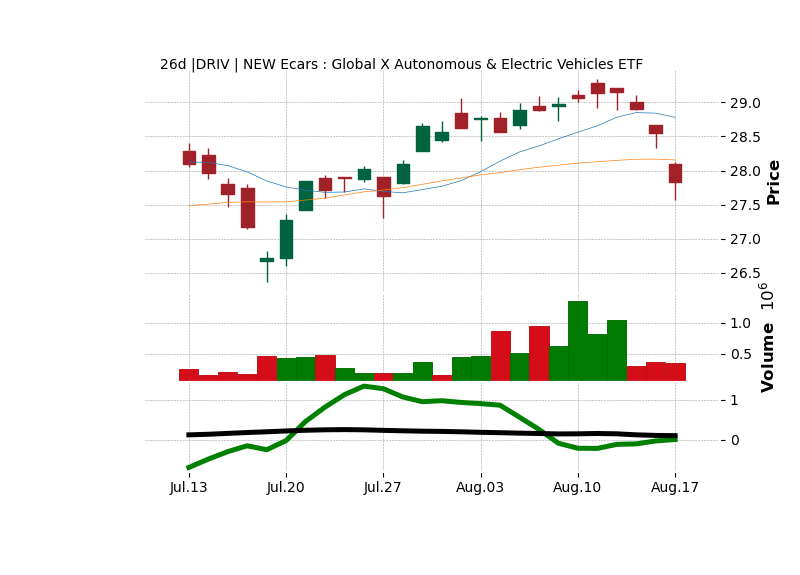 26d |DRIV | NEW Ecars : Global X Autonomous & Electric Vehicles ETF
29.0
28.5
28.0
27.5
27.0
26.5
Price
1.0
0.5
Volume 10^6
1
0
Jul.13 Jul.20 Jul.27 Aug.03 Aug.10 Aug.17